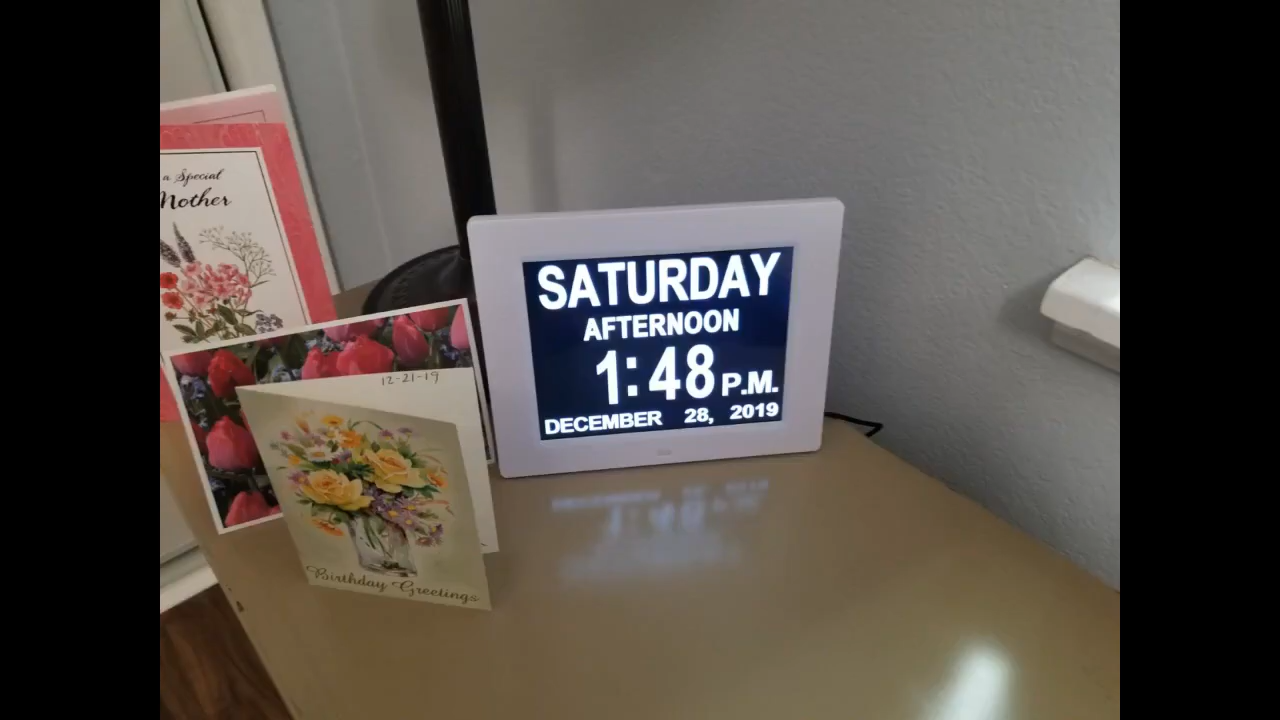 a Special
Mother
12-21-19
Birthday Greetings
SATURDAY
AFTERNOON
1:48 P.M.
DECEMBER 28, 2019